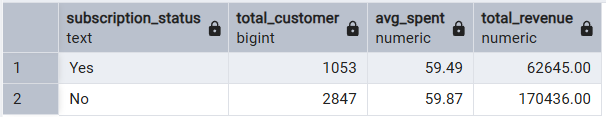 subscription_status total_customer avg_spent total_revenue
text bigint numeric numeric
1 Yes 1053 59.49 62645.00
2 No 2847 59.87 170436.00